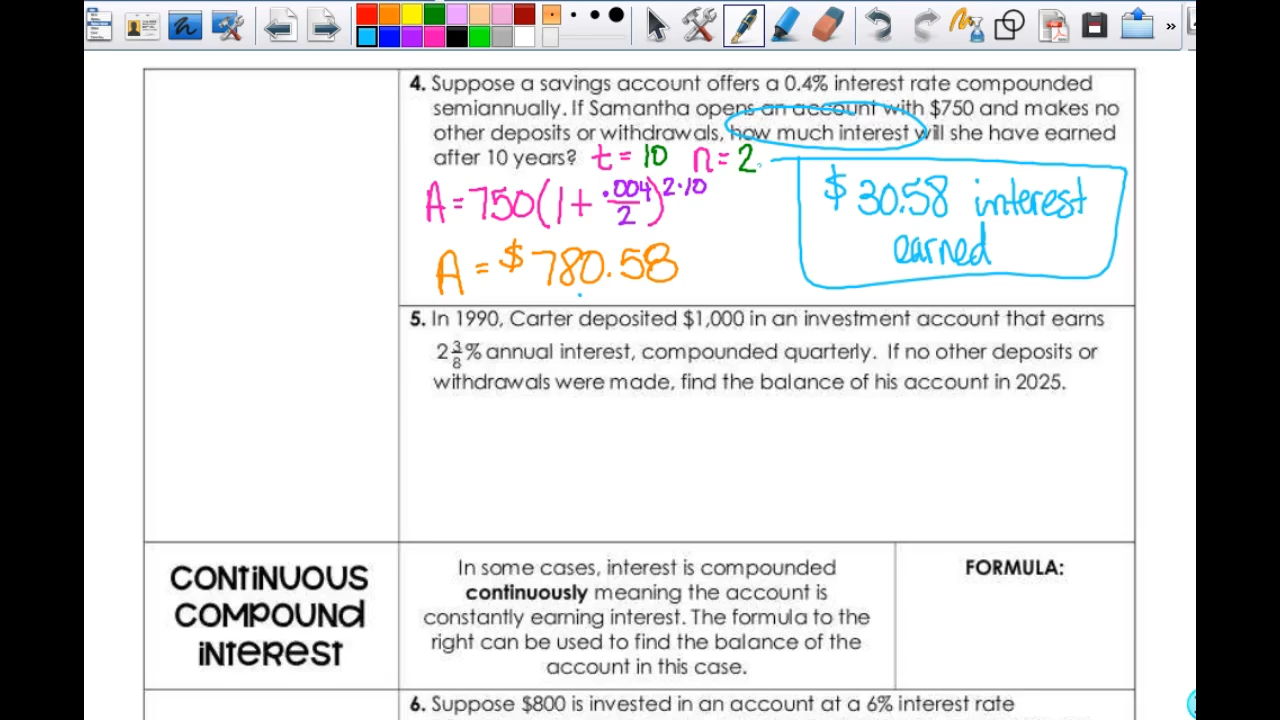 4. Suppose a savings account offers a 0.4% interest rate compounded
semiannually. If Samantha opens an account with $750 and makes no
other deposits or withdrawals, how much interest will she have earned
after 10 years? t = 10 n = 2
A = 750(1 + .004/2)^2·10
A = $780.58
$30.58 interest
earned
5. In 1990, Carter deposited $1,000 in an investment account that earns
2 3/8% annual interest, compounded quarterly. If no other deposits or
withdrawals were made, find the balance of his account in 2025.
CONTINUOUS
COMPOUND
INTEREST
In some cases, interest is compounded
continuously meaning the account is
constantly earning interest. The formula to the
right can be used to find the balance of the
account in this case.
FORMULA:
6. Suppose $800 is invested in an account at a 6% interest rate